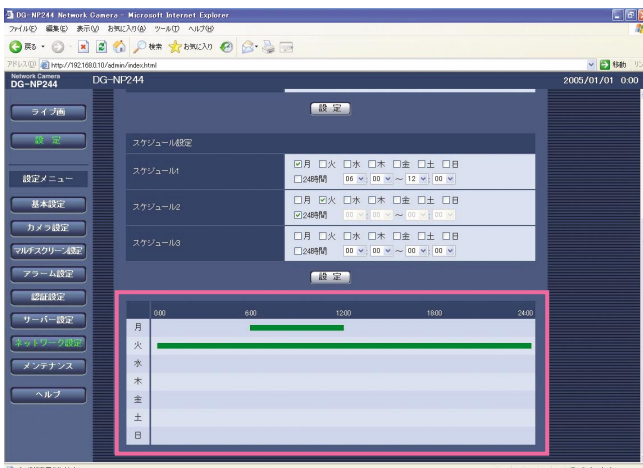 DG-NP244 Network Camera - Microsoft Internet Explorer
ファイル(F) 編集(E) 表示(V) お気に入り(A) ツール(T) ヘルプ(H)
戻る 検索 お気に入り
アドレス(D) http://192.168.0.10/admin/index.html 移動
Network Camera
DG-NP244
DG-NP244
2005/01/01 0:00
ライブ画
設 定
設定メニュー
基本設定
カメラ設定
マルチスクリーン設定
アラーム設定
認証設定
サーバー設定
ネットワーク設定
メンテナンス
ヘルプ
設 定
スケジュール設定
スケジュール1
月 火 水 木 金 土 日
24時間 06 : 00 ~ 12 : 00
スケジュール2
月 火 水 木 金 土 日
24時間 00 : 00 ~ 00 : 00
スケジュール3
月 火 水 木 金 土 日
24時間 00 : 00 ~ 00 : 00
設 定
0:00 6:00 12:00 18:00 24:00
月
火
水
木
金
土
日